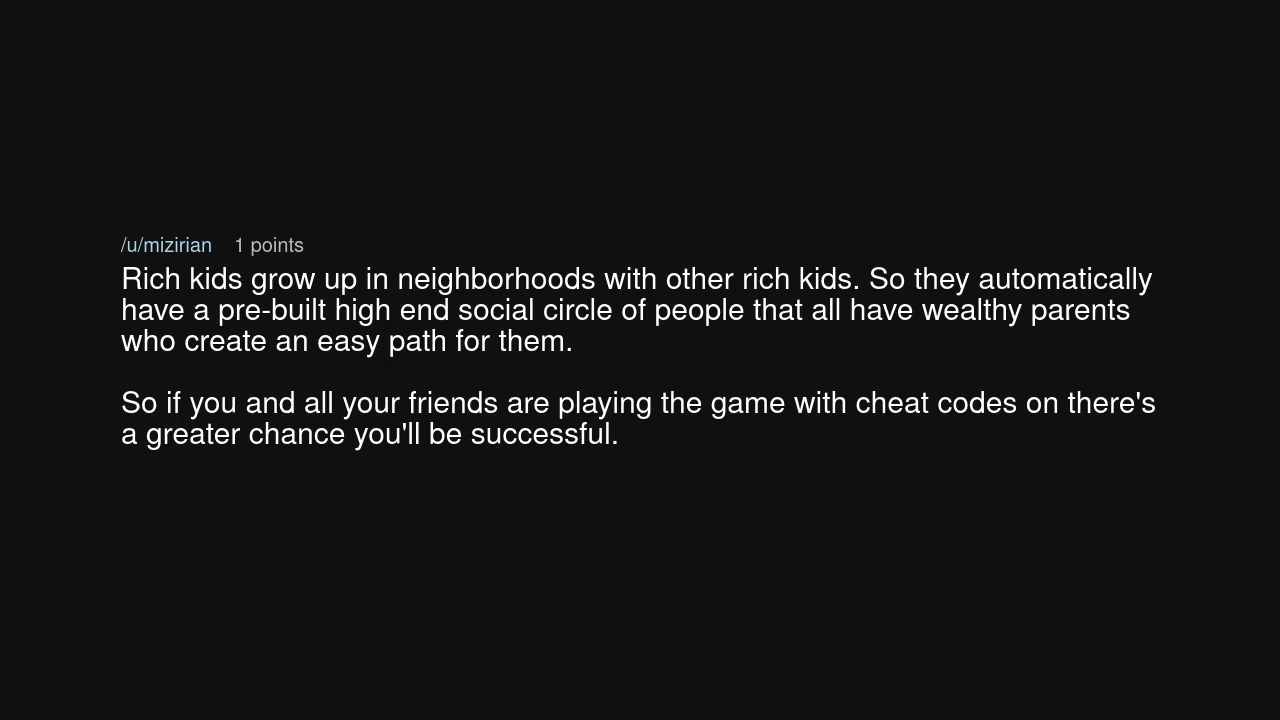 /u/mizirian 1 points
Rich kids grow up in neighborhoods with other rich kids. So they automatically
have a pre-built high end social circle of people that all have wealthy parents
who create an easy path for them.
So if you and all your friends are playing the game with cheat codes on there's
a greater chance you'll be successful.